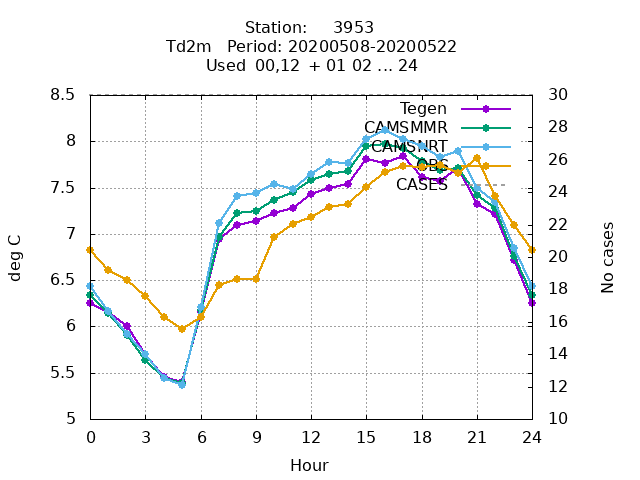 Station: 3953
Td2m Period: 20200508-20200522
Used 00,12 + 01 02 ... 24
8.5 30
Tegen
CAMSMMR
8 28
CAMSNRT
OBS 26
CASES
7.5 24
7 22
6.5 20
18
6 16
5.5 14
12
5 10
deg C
No cases
0 3 6 9 12 15 18 21 24
Hour